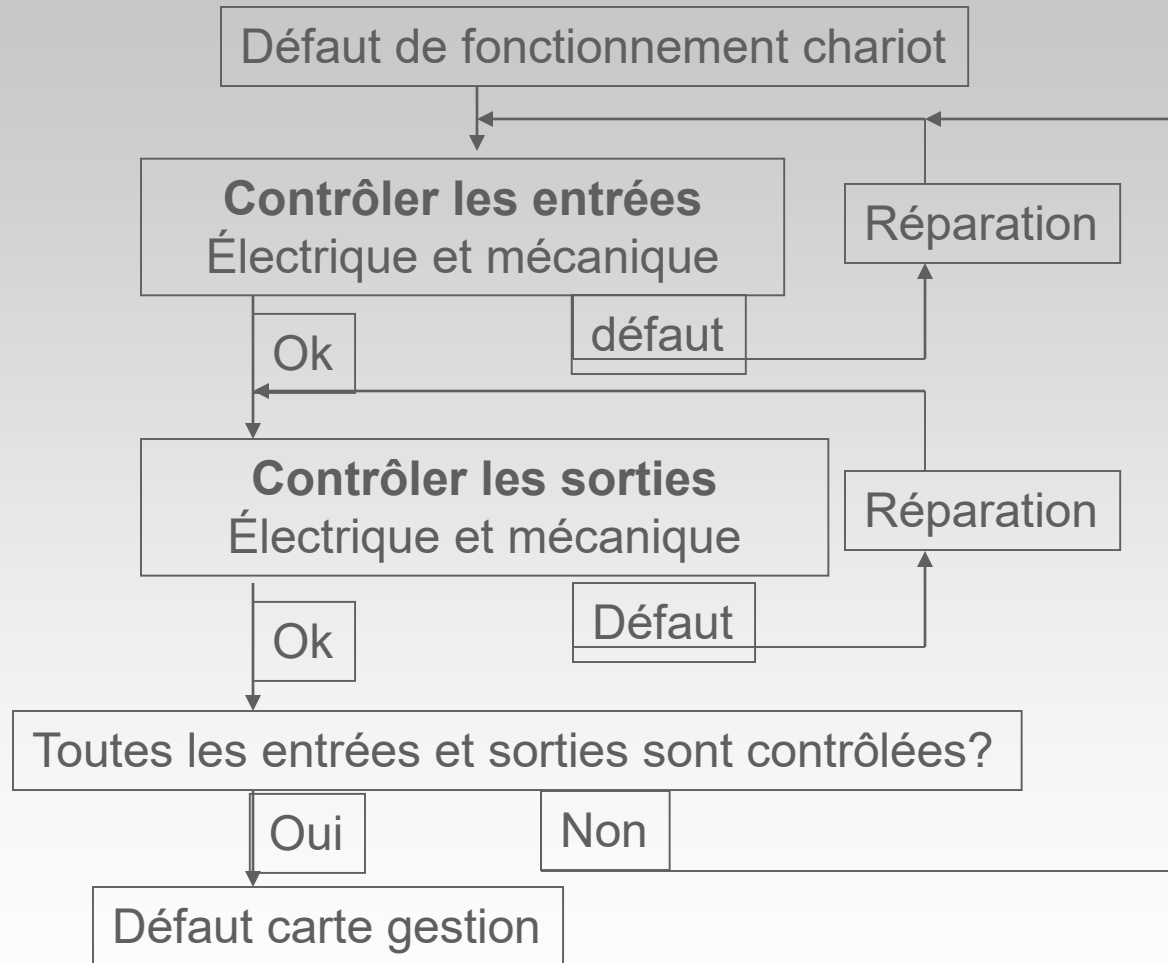 Défaut de fonctionnement chariot
Contrôler les entrées
Électrique et mécanique
Réparation
Ok
défaut
Contrôler les sorties
Électrique et mécanique
Réparation
Ok
Défaut
Toutes les entrées et sorties sont contrôlées?
Oui
Non
Défaut carte gestion